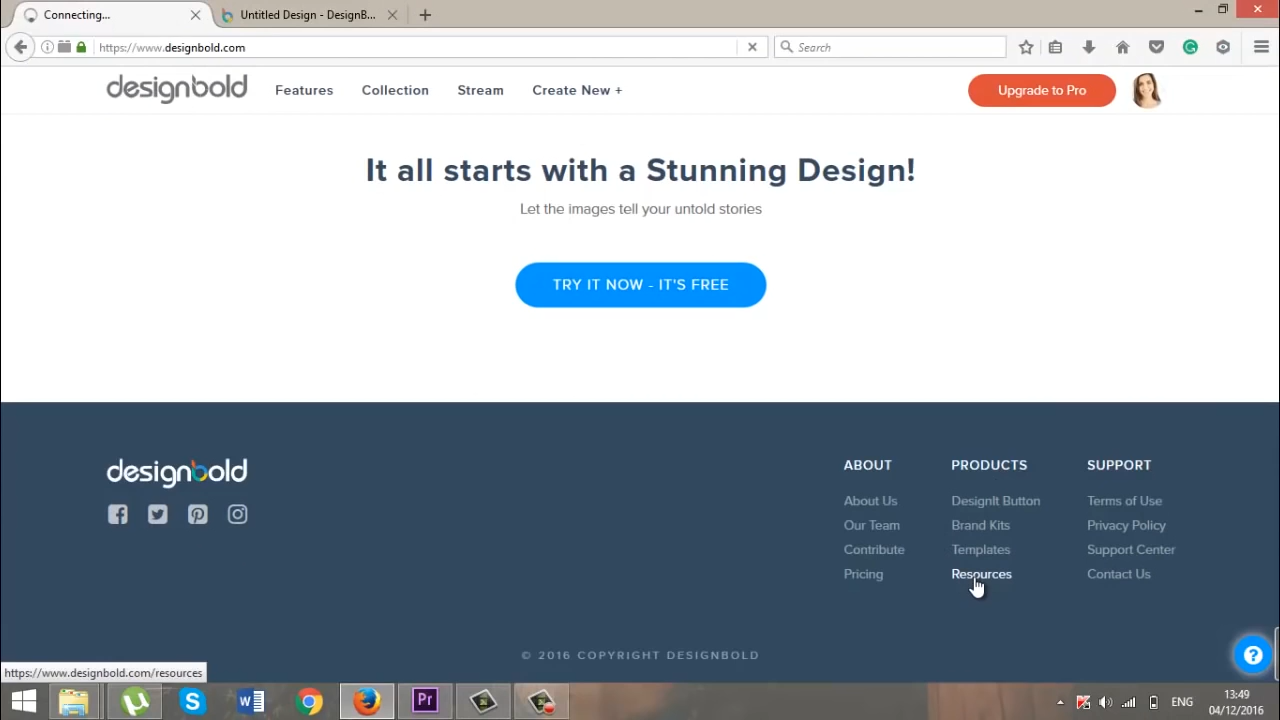 Connecting...
Untitled Design - DesignB...
https://www.designbold.com
Search
designbold
Features
Collection
Stream
Create New +
Upgrade to Pro
It all starts with a Stunning Design!
Let the images tell your untold stories
TRY IT NOW - IT'S FREE
designbold
ABOUT
About Us
Our Team
Contribute
Pricing
PRODUCTS
DesignIt Button
Brand Kits
Templates
Resources
SUPPORT
Terms of Use
Privacy Policy
Support Center
Contact Us
© 2016 COPYRIGHT DESIGNBOLD
?
https://www.designbold.com/resources
Pr
ENG
13:49
04/12/2016